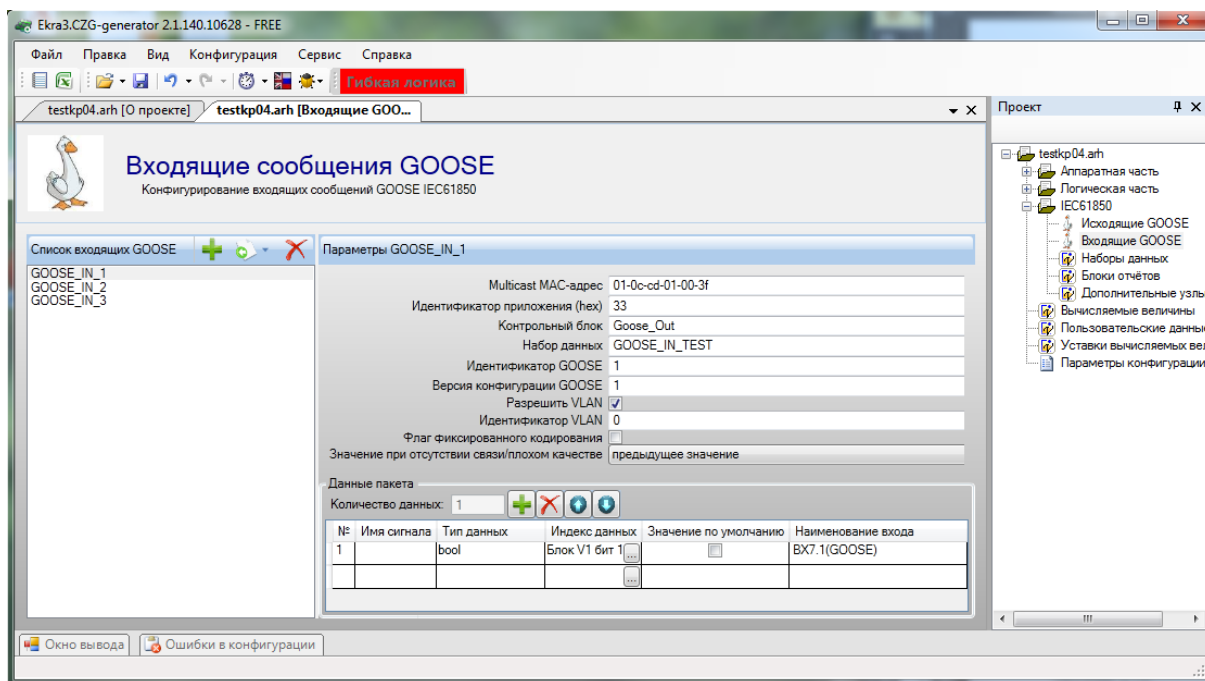 Ekra3.CZG-generator 2.1.140.10628 - FREE
Файл Правка Вид Конфигурация Сервис Справка
Гибкая логика
testkp04.arh [О проекте] testkp04.arh [Входящие GOO...
Входящие сообщения GOOSE
Конфигурирование входящих сообщений GOOSE IEC61850
Список входящих GOOSE
GOOSE_IN_1
GOOSE_IN_2
GOOSE_IN_3
Параметры GOOSE_IN_1
Multicast MAC-адрес 01-0c-cd-01-00-3f
Идентификатор приложения (hex) 33
Контрольный блок Goose_Out
Набор данных GOOSE_IN_TEST
Идентификатор GOOSE 1
Версия конфигурации GOOSE 1
Разрешить VLAN
Идентификатор VLAN 0
Флаг фиксированного кодирования
Значение при отсутствии связи/плохом качестве предыдущее значение
Данные пакета
Количество данных: 1
№ Имя сигнала Тип данных Индекс данных Значение по умолчанию Наименование входа
1 bool Блок V1 бит 1 ... ВХ7.1(GOOSE)
...
Проект
testkp04.arh
Аппаратная часть
Логическая часть
IEC61850
Исходящие GOOSE
Входящие GOOSE
Наборы данных
Блоки отчётов
Дополнительные узлы
Вычисляемые величины
Пользовательские данные
Уставки вычисляемых вел
Параметры конфигурации
Окно вывода Ошибки в конфигурации